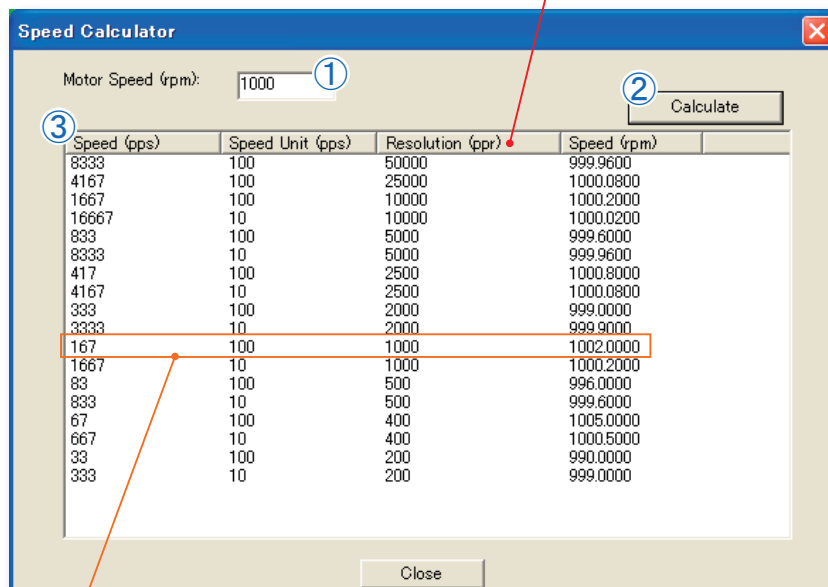 Speed Calculator
Motor Speed (rpm): 1000 ①
② Calculate
③
Speed (pps) Speed Unit (pps) Resolution (ppr) Speed (rpm)
8333 100 50000 999.9600
4167 100 25000 1000.0800
1667 100 10000 1000.2000
16667 10 10000 1000.0200
833 100 5000 999.6000
8333 10 5000 999.9600
417 100 2500 1000.8000
4167 10 2500 1000.0800
333 100 2000 999.0000
3333 10 2000 999.9000
167 100 1000 1002.0000
1667 10 1000 1000.2000
83 100 500 996.0000
833 10 500 999.6000
67 100 400 1005.0000
667 10 400 1000.5000
33 100 200 990.0000
333 10 200 999.0000
Close